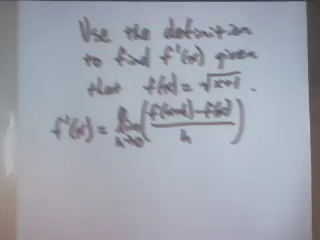 Use the definition
to find f'(x) given
that f(x) = √x+1 .
f'(x) = lim h→0 (f(x+h)-f(x) / h)